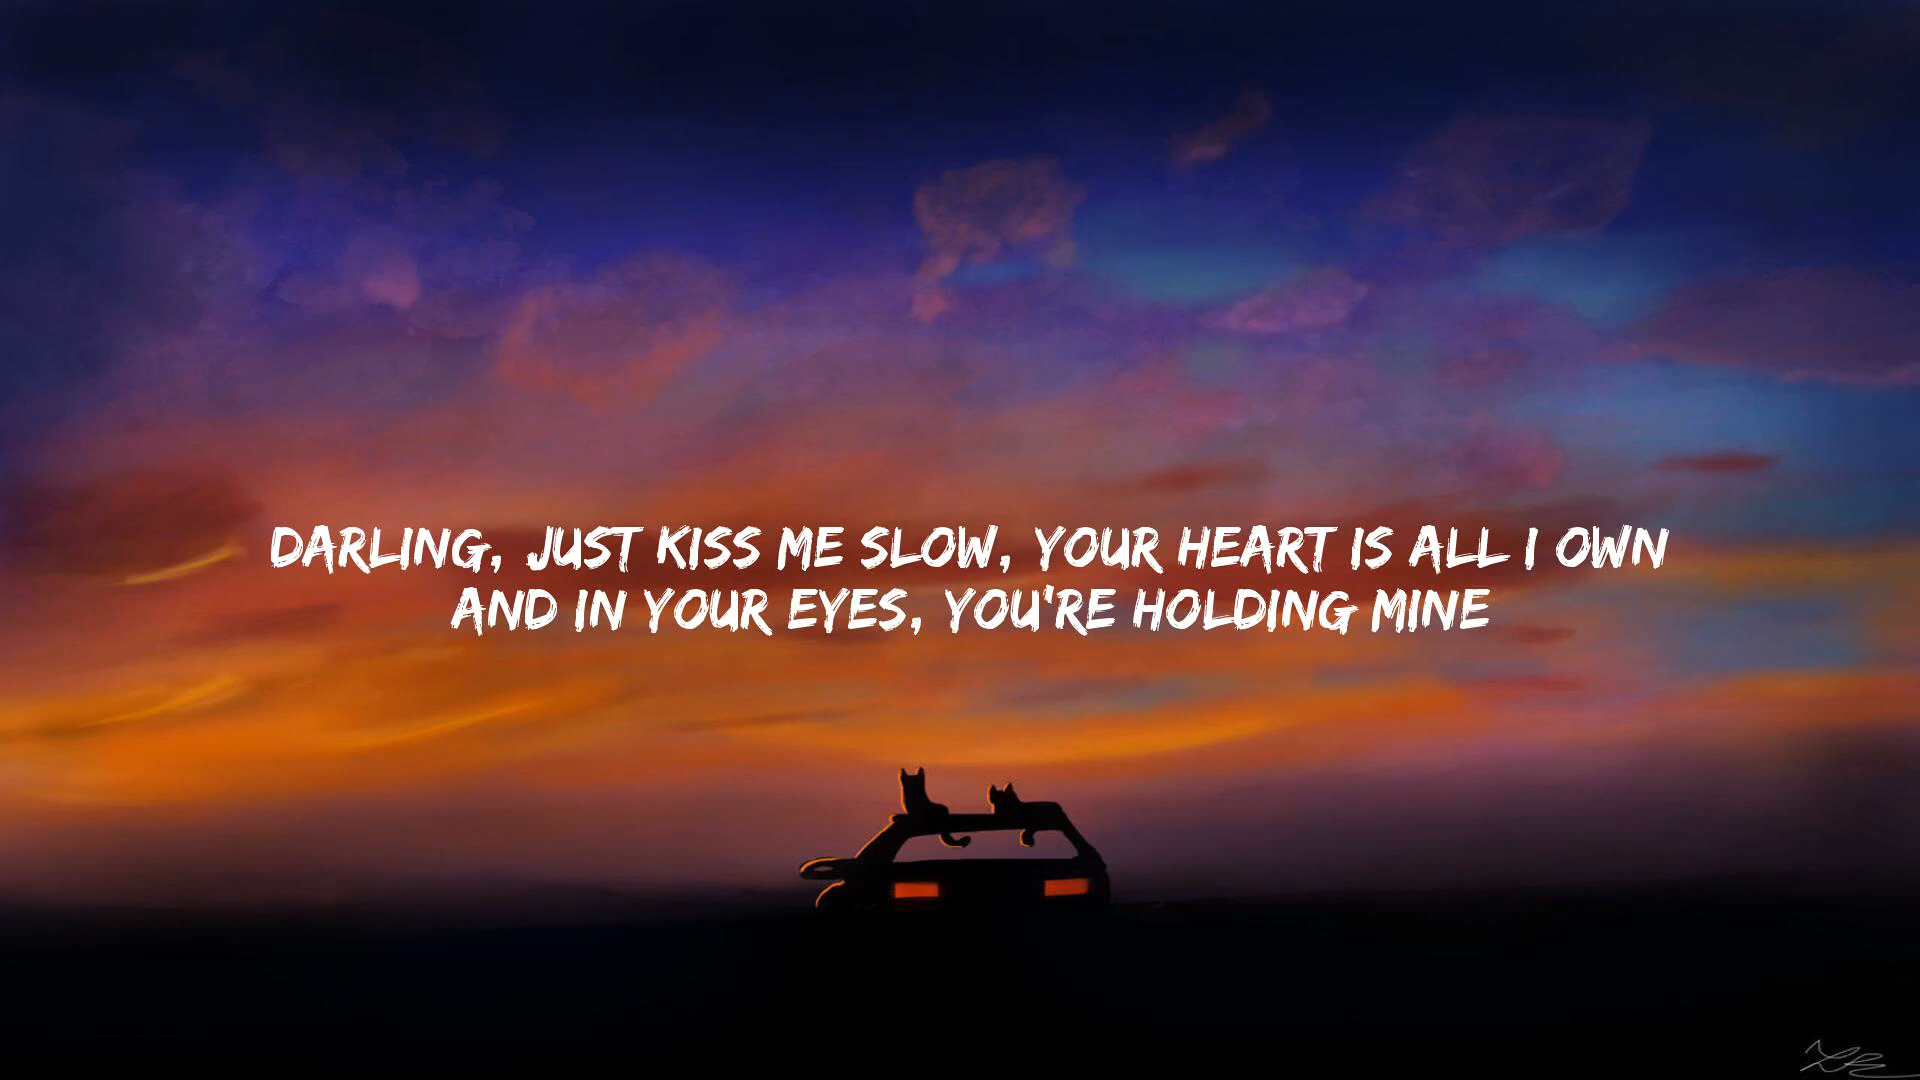 DARLING, JUST KISS ME SLOW, YOUR HEART IS ALL I OWN
AND IN YOUR EYES, YOU'RE HOLDING MINE